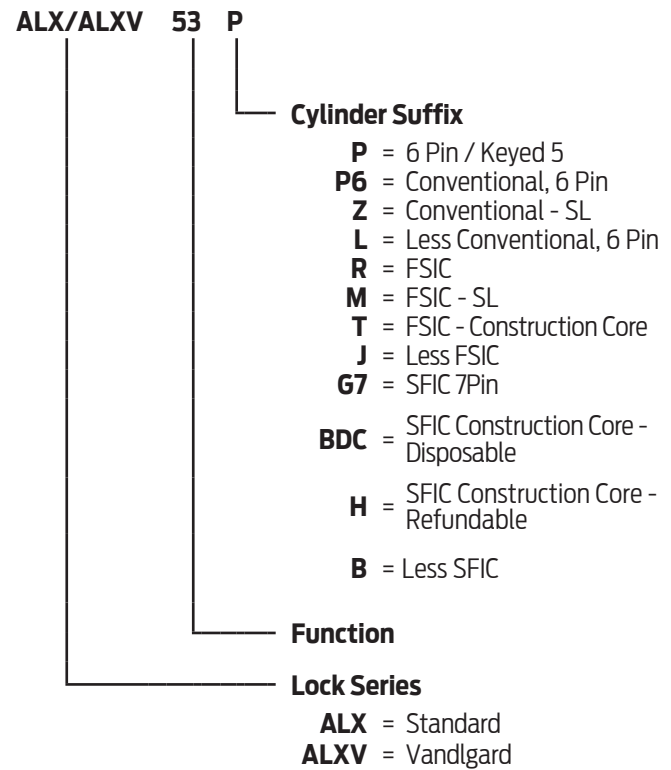 ALX/ALXV 53 P
Cylinder Suffix
P = 6 Pin / Keyed 5
P6 = Conventional, 6 Pin
Z = Conventional - SL
L = Less Conventional, 6 Pin
R = FSIC
M = FSIC - SL
T = FSIC - Construction Core
J = Less FSIC
G7 = SFIC 7Pin
BDC = SFIC Construction Core -
Disposable
H = SFIC Construction Core -
Refundable
B = Less SFIC
Function
Lock Series
ALX = Standard
ALXV = Vandlgard